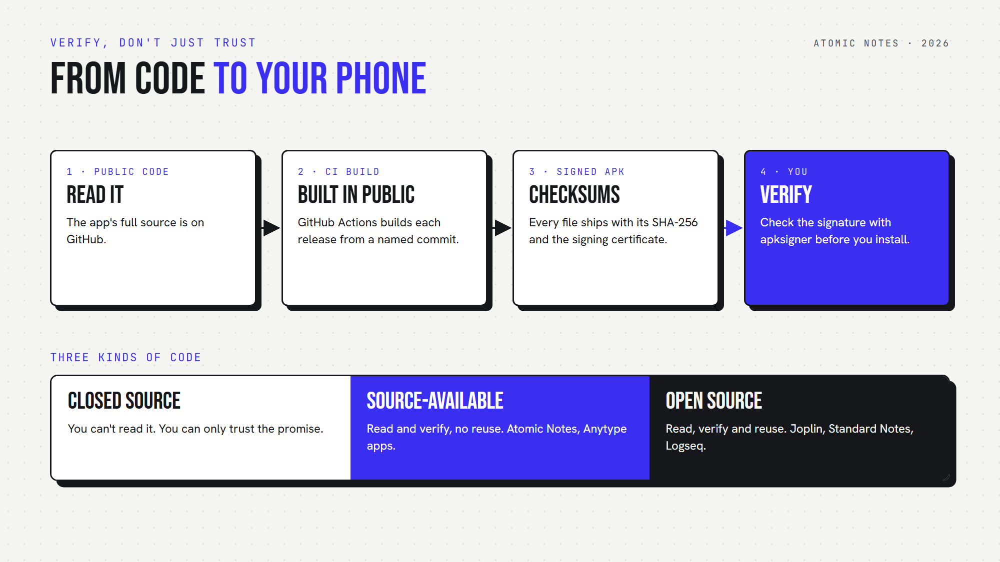 VERIFY, DON'T JUST TRUST
ATOMIC NOTES · 2026
FROM CODE TO YOUR PHONE
1 · PUBLIC CODE
READ IT
The app's full source is on
GitHub.
2 · CI BUILD
BUILT IN PUBLIC
GitHub Actions builds each
release from a named commit.
3 · SIGNED APK
CHECKSUMS
Every file ships with its SHA-256
and the signing certificate.
4 · YOU
VERIFY
Check the signature with
apksigner before you install.
THREE KINDS OF CODE
CLOSED SOURCE
You can't read it. You can only trust the promise.
SOURCE-AVAILABLE
Read and verify, no reuse. Atomic Notes, Anytype
apps.
OPEN SOURCE
Read, verify and reuse. Joplin, Standard Notes,
Logseq.